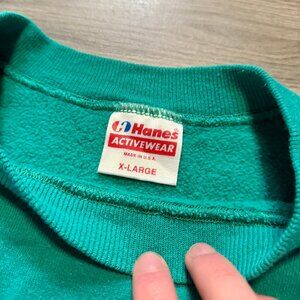 Hanes
ACTIVEWEAR
MADE IN U.S.A.
X-LARGE